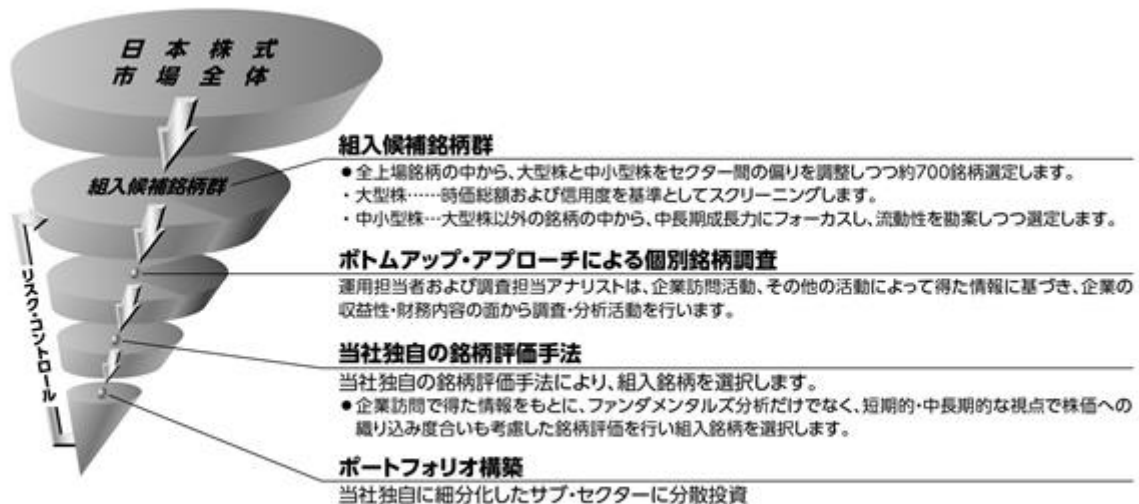 日本株式
市場全体
組入候補銘柄群
組入候補銘柄群
●全上場銘柄の中から、大型株と中小型株をセクター間の偏りを調整しつつ約700銘柄選定します。
・大型株……時価総額および信用度を基準としてスクリーニングします。
・中小型株…大型株以外の銘柄の中から、中長期成長力にフォーカスし、流動性を勘案しつつ選定します。
ボトムアップ・アプローチによる個別銘柄調査
運用担当者および調査担当アナリストは、企業訪問活動、その他の活動によって得た情報に基づき、企業の
収益性・財務内容の面から調査・分析活動を行います。
リスク・コントロール
当社独自の銘柄評価手法
当社独自の銘柄評価手法により、組入銘柄を選択します。
●企業訪問で得た情報をもとに、ファンダメンタルズ分析だけでなく、短期的・中長期的な視点で株価への
織り込み度合いも考慮した銘柄評価を行い組入銘柄を選択します。
ポートフォリオ構築
当社独自に細分化したサブ・セクターに分散投資